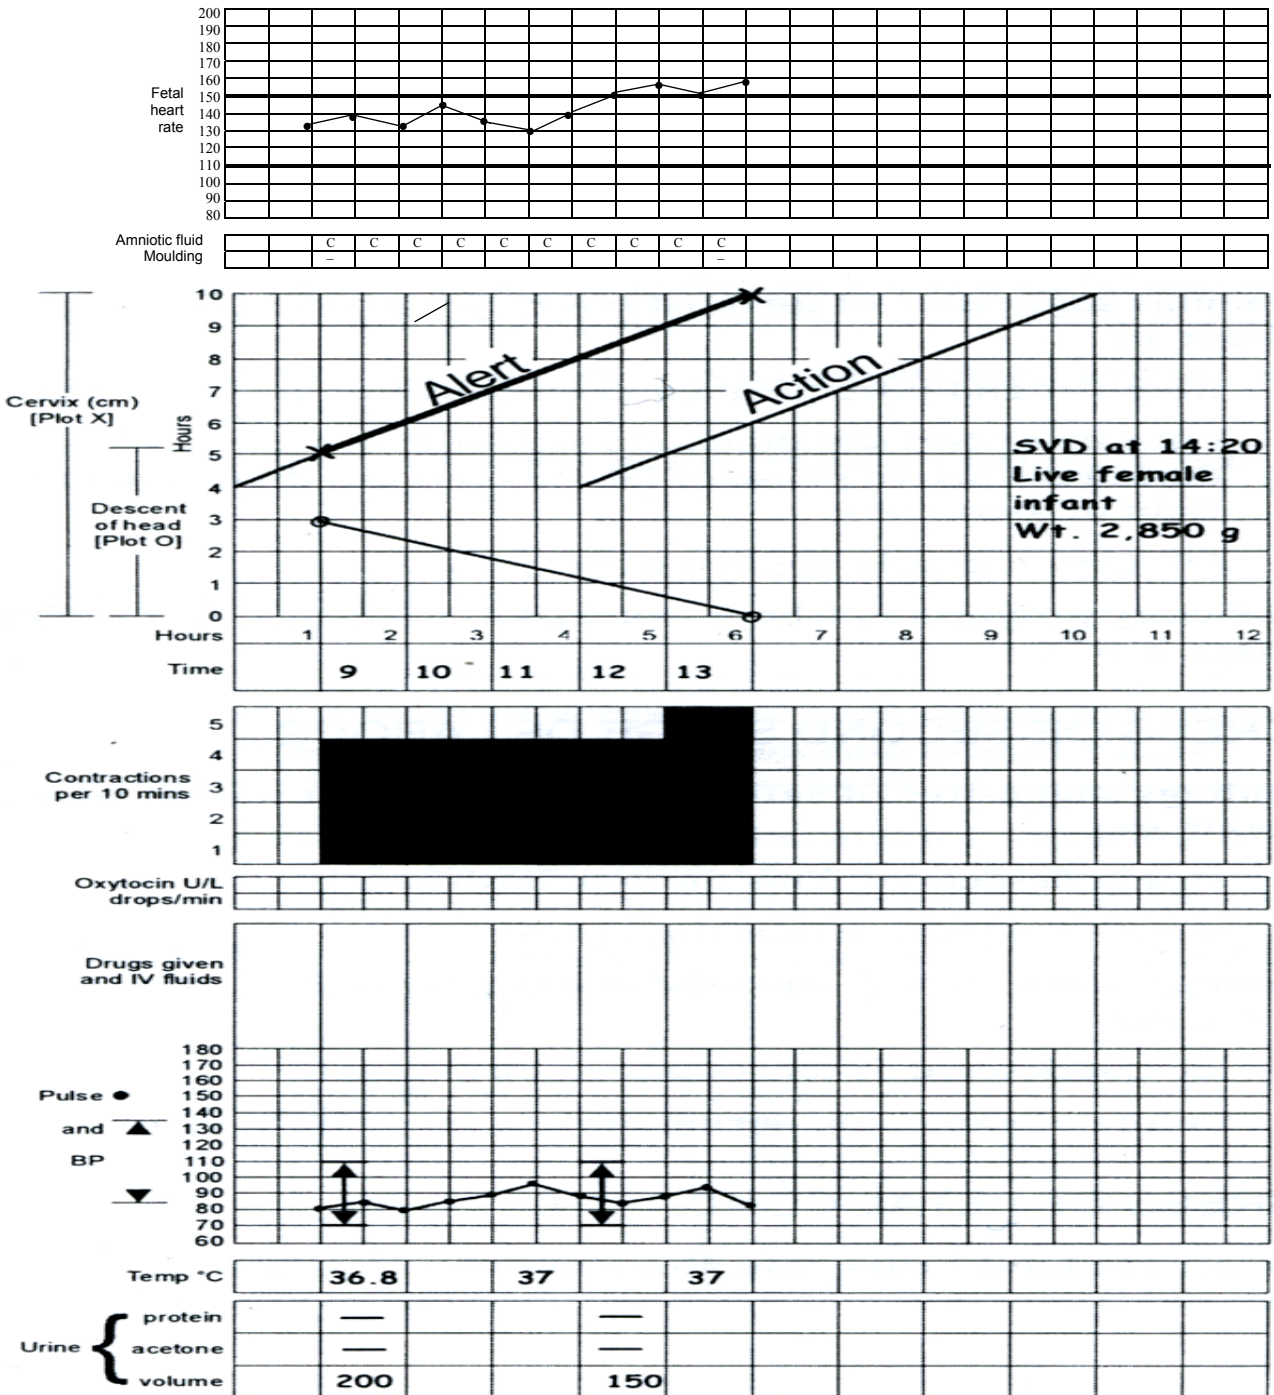 200
190
180
170
160
150
140
130
120
110
100
90
80
Fetal
heart
rate
Amniotic fluid C C C C C C C C C C
Moulding – –
Cervix (cm)
[Plot X]
Descent
of head
[Plot O]
Hours
10
9
8
7
6
5
4
3
2
1
0
Alert
Action
SVD at 14:20
Live female
infant
Wt. 2,850 g
Hours 1 2 3 4 5 6 7 8 9 10 11 12
Time 9 10 11 12 13
Contractions
per 10 mins
5
4
3
2
1
Oxytocin U/L
drops/min
Drugs given
and IV fluids
Pulse
and
BP
180
170
160
150
140
130
120
110
100
90
80
70
60
Temp °C 36.8 37 37
Urine {
protein — —
acetone — —
volume 200 150